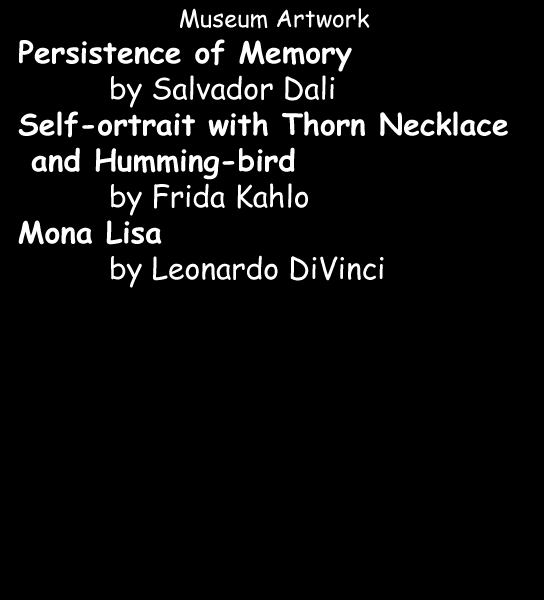 Museum Artwork
Persistence of Memory
by Salvador Dali
Self-ortrait with Thorn Necklace
and Humming-bird
by Frida Kahlo
Mona Lisa
by Leonardo DiVinci